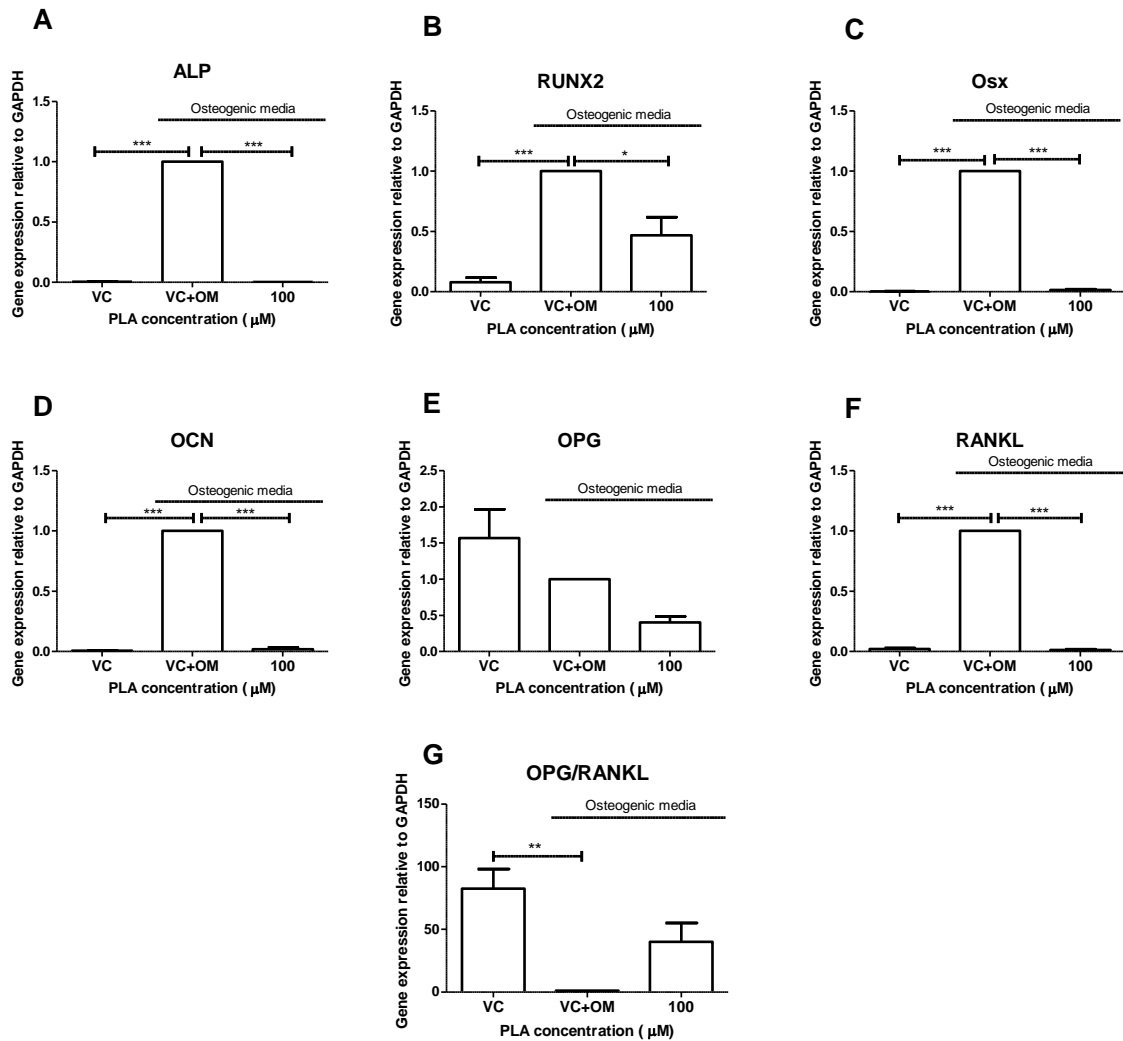 A
ALP
Gene expression relative to GAPDH
1.5
1.0
0.5
0.0
Osteogenic media
***
***
VC
VC+OM
100
PLA concentration ( μM)
B
RUNX2
Gene expression relative to GAPDH
1.5
1.0
0.5
0.0
Osteogenic media
***
*
VC
VC+OM
100
PLA concentration ( μM)
C
Osx
Gene expression relative to GAPDH
1.5
1.0
0.5
0.0
Osteogenic media
***
***
VC
VC+OM
100
PLA concentration ( μM)
D
OCN
Gene expression relative to GAPDH
1.5
1.0
0.5
0.0
Osteogenic media
***
***
VC
VC+OM
100
PLA concentration ( μM)
E
OPG
Gene expression relative to GAPDH
2.5
2.0
1.5
1.0
0.5
0.0
Osteogenic media
VC
VC+OM
100
PLA concentration ( μM)
F
RANKL
Gene expression relative to GAPDH
1.5
1.0
0.5
0.0
Osteogenic media
***
***
VC
VC+OM
100
PLA concentration ( μM)
G
OPG/RANKL
Gene expression relative to GAPDH
150
100
50
0
Osteogenic media
**
VC
VC+OM
100
PLA concentration ( μM)